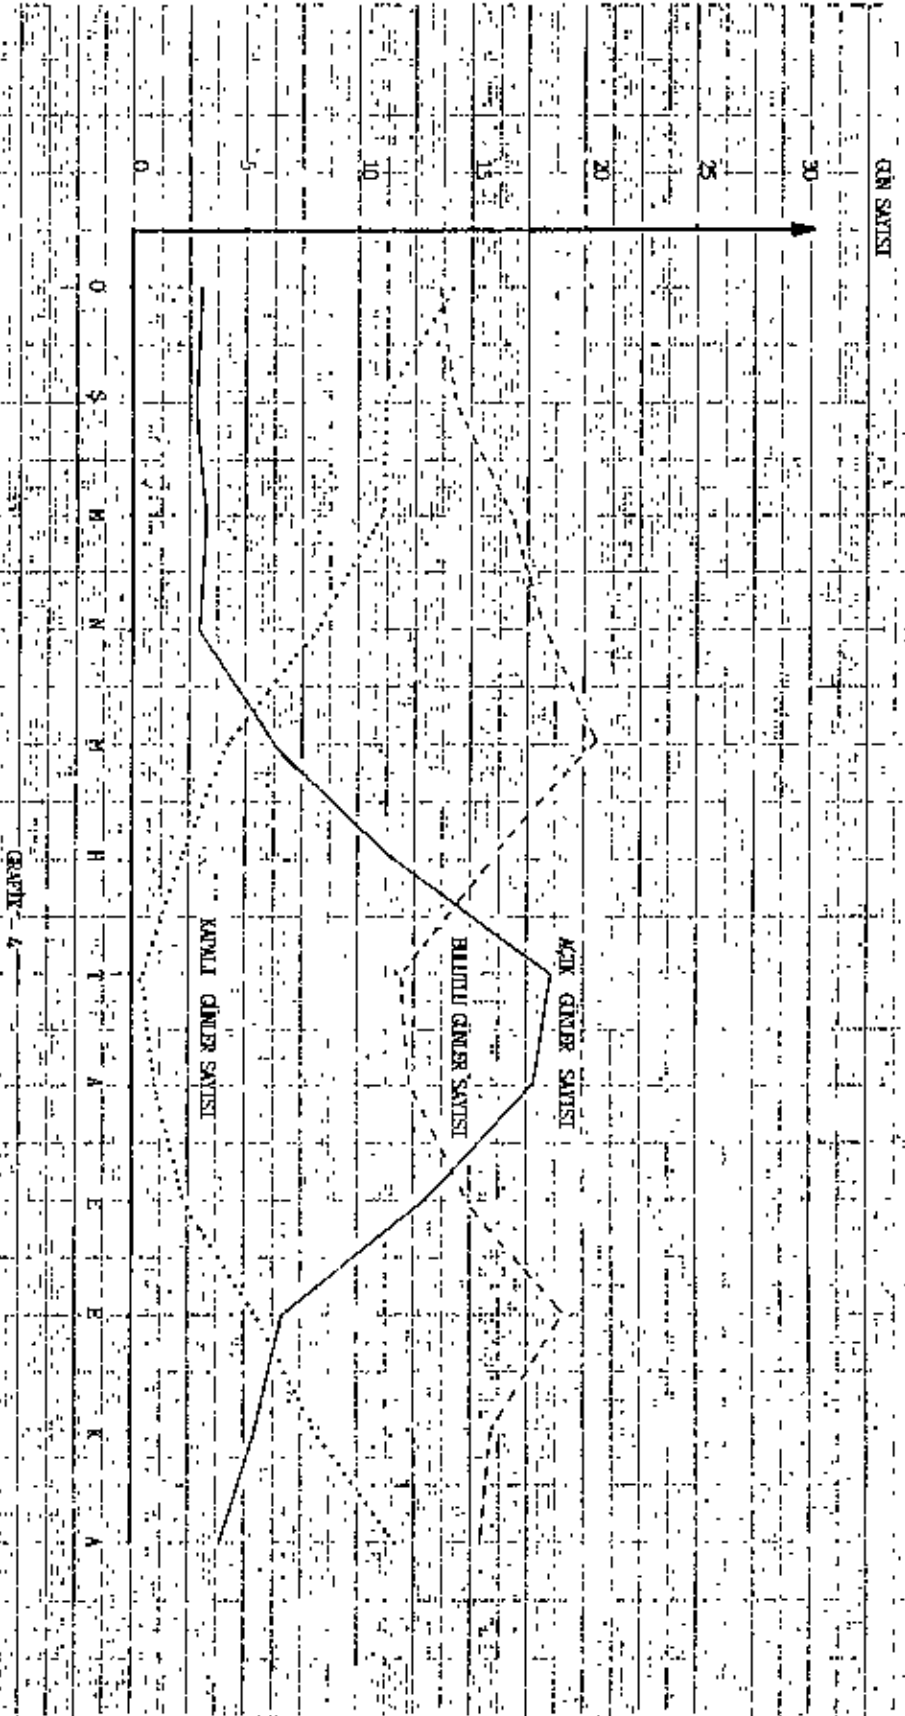 GÜN SAYISI
30
25
20
15
10
5
0
AÇIK GÜNLER SAYISI
BULUTLU GÜNLER SAYISI
KAPALI GÜNLER SAYISI
O Ş M N M H T A E E K A
GRAFİK - 4